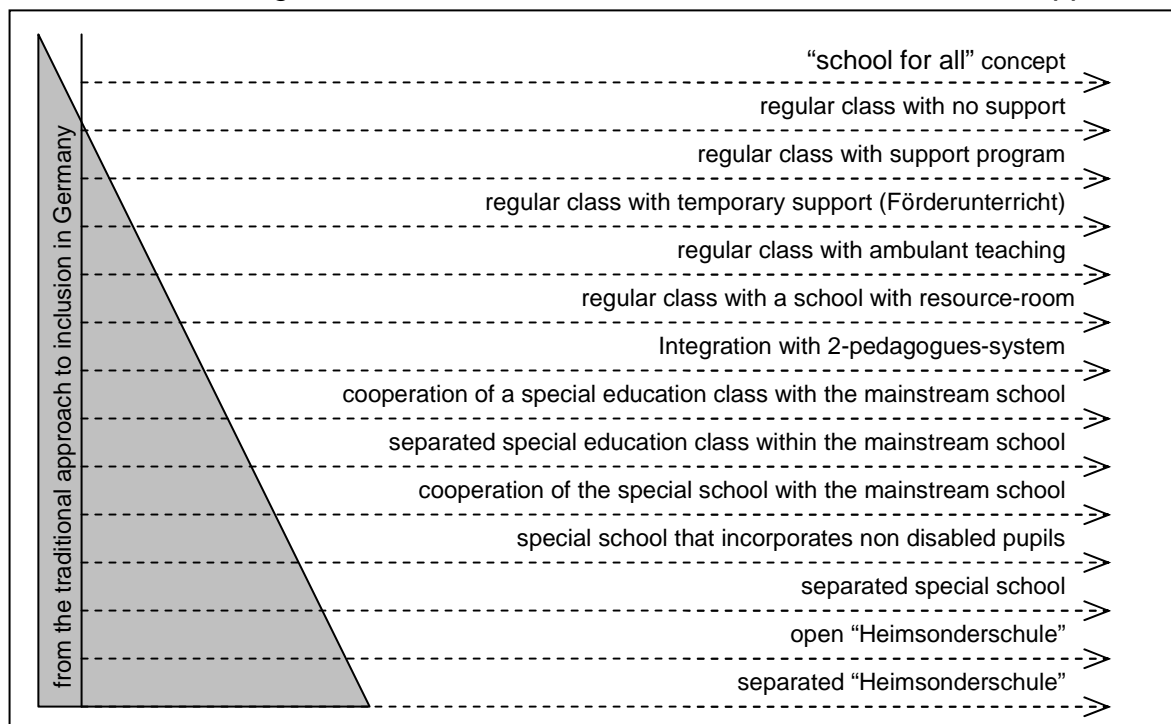 "school for all" concept
regular class with no support
regular class with support program
regular class with temporary support (Förderunterricht)
regular class with ambulant teaching
regular class with a school with resource-room
Integration with 2-pedagogues-system
cooperation of a special education class with the mainstream school
separated special education class within the mainstream school
cooperation of the special school with the mainstream school
special school that incorporates non disabled pupils
separated special school
open “Heimsonderschule”
separated “Heimsonderschule”
from the traditional approach to inclusion in Germany